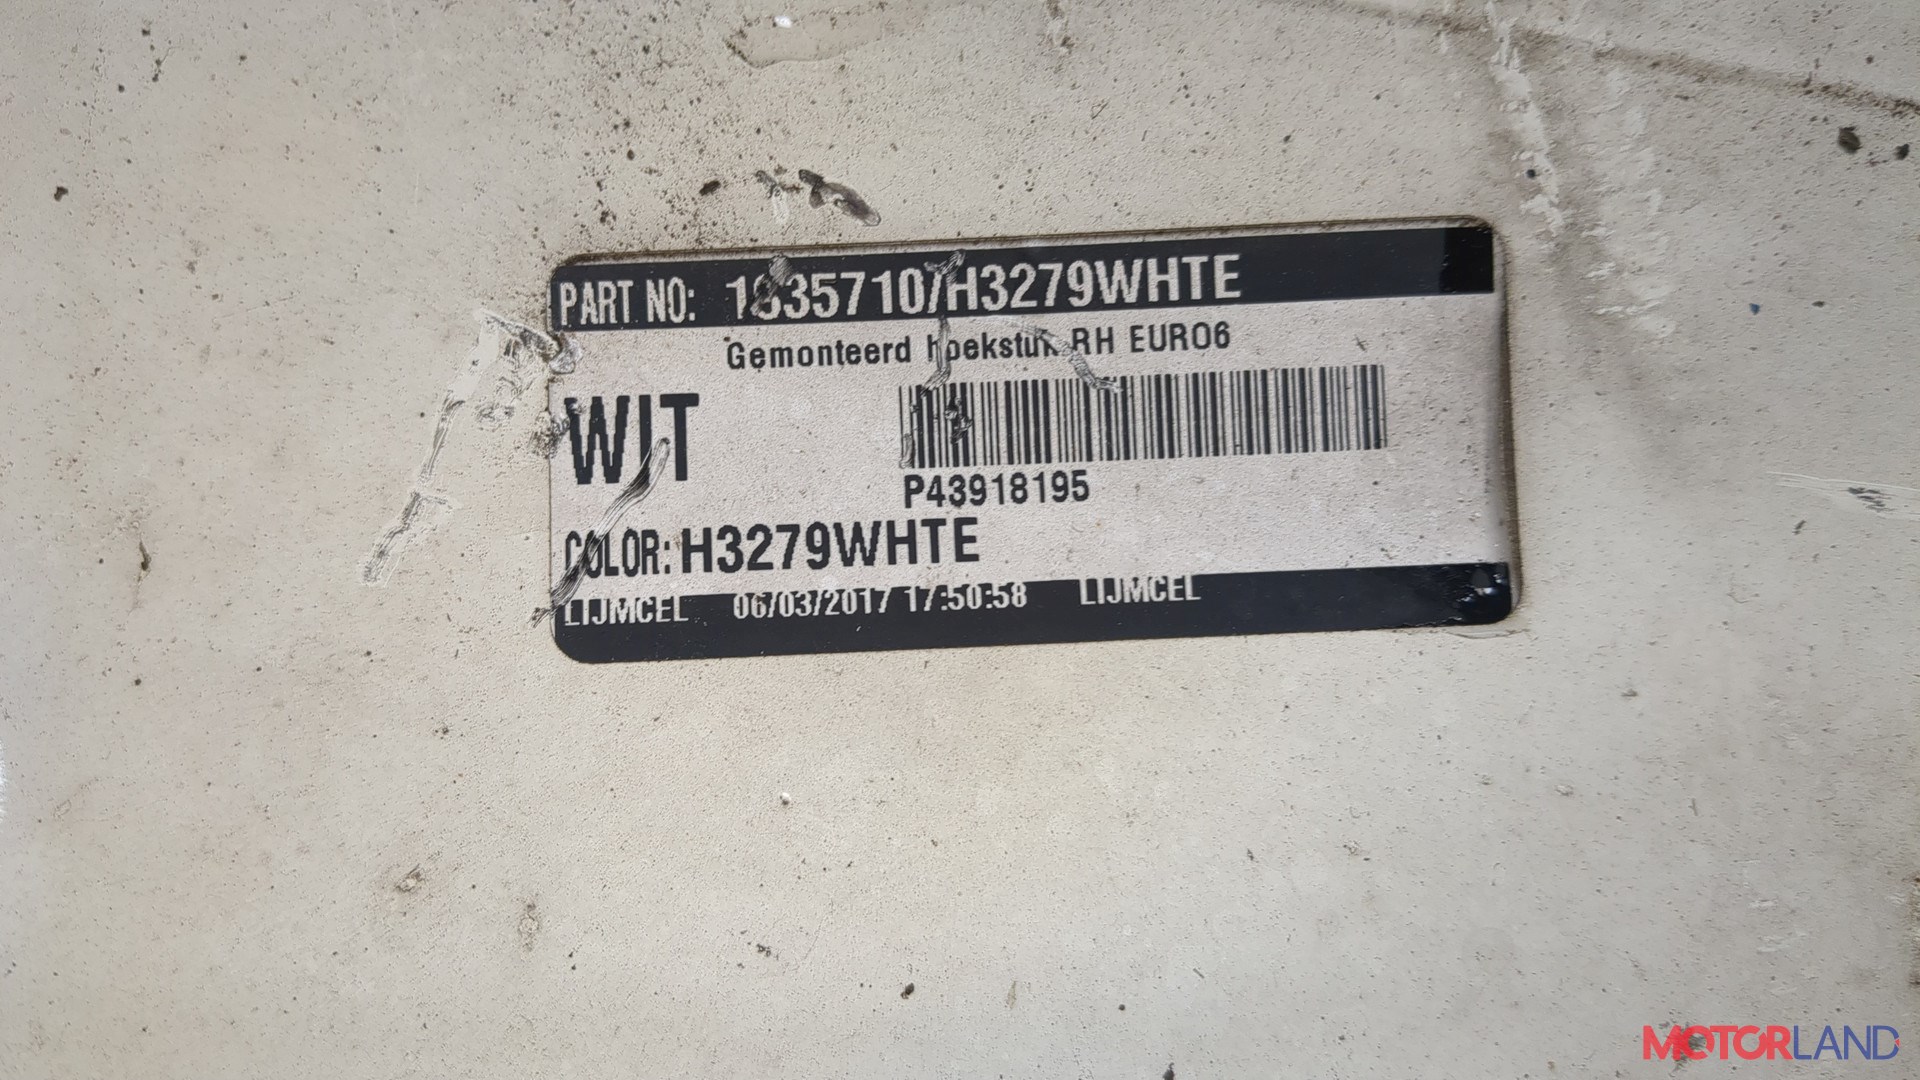 PART NO: 1835710/H3279WHTE
Gemonteerd hoekstuk RH EURO6
WIT
P43918195
COLOR: H3279WHTE
LIJMCEL 06/03/2017 17:50:58 LIJMCEL
MOTORLAND